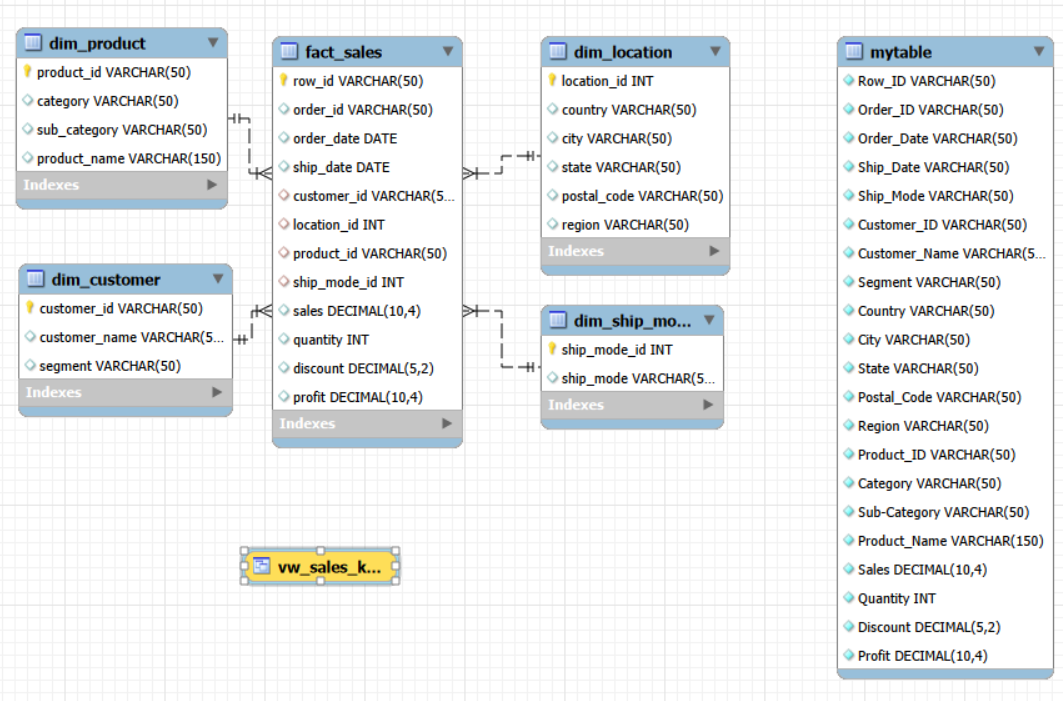 dim_product
product_id VARCHAR(50)
category VARCHAR(50)
sub_category VARCHAR(50)
product_name VARCHAR(150)
Indexes
dim_customer
customer_id VARCHAR(50)
customer_name VARCHAR(5...
segment VARCHAR(50)
Indexes
fact_sales
row_id VARCHAR(50)
order_id VARCHAR(50)
order_date DATE
ship_date DATE
customer_id VARCHAR(5...
location_id INT
product_id VARCHAR(50)
ship_mode_id INT
sales DECIMAL(10,4)
quantity INT
discount DECIMAL(5,2)
profit DECIMAL(10,4)
Indexes
vw_sales_k...
dim_location
location_id INT
country VARCHAR(50)
city VARCHAR(50)
state VARCHAR(50)
postal_code VARCHAR(50)
region VARCHAR(50)
Indexes
dim_ship_mo...
ship_mode_id INT
ship_mode VARCHAR(5...
Indexes
mytable
Row_ID VARCHAR(50)
Order_ID VARCHAR(50)
Order_Date VARCHAR(50)
Ship_Date VARCHAR(50)
Ship_Mode VARCHAR(50)
Customer_ID VARCHAR(50)
Customer_Name VARCHAR(5...
Segment VARCHAR(50)
Country VARCHAR(50)
City VARCHAR(50)
State VARCHAR(50)
Postal_Code VARCHAR(50)
Region VARCHAR(50)
Product_ID VARCHAR(50)
Category VARCHAR(50)
Sub-Category VARCHAR(50)
Product_Name VARCHAR(150)
Sales DECIMAL(10,4)
Quantity INT
Discount DECIMAL(5,2)
Profit DECIMAL(10,4)